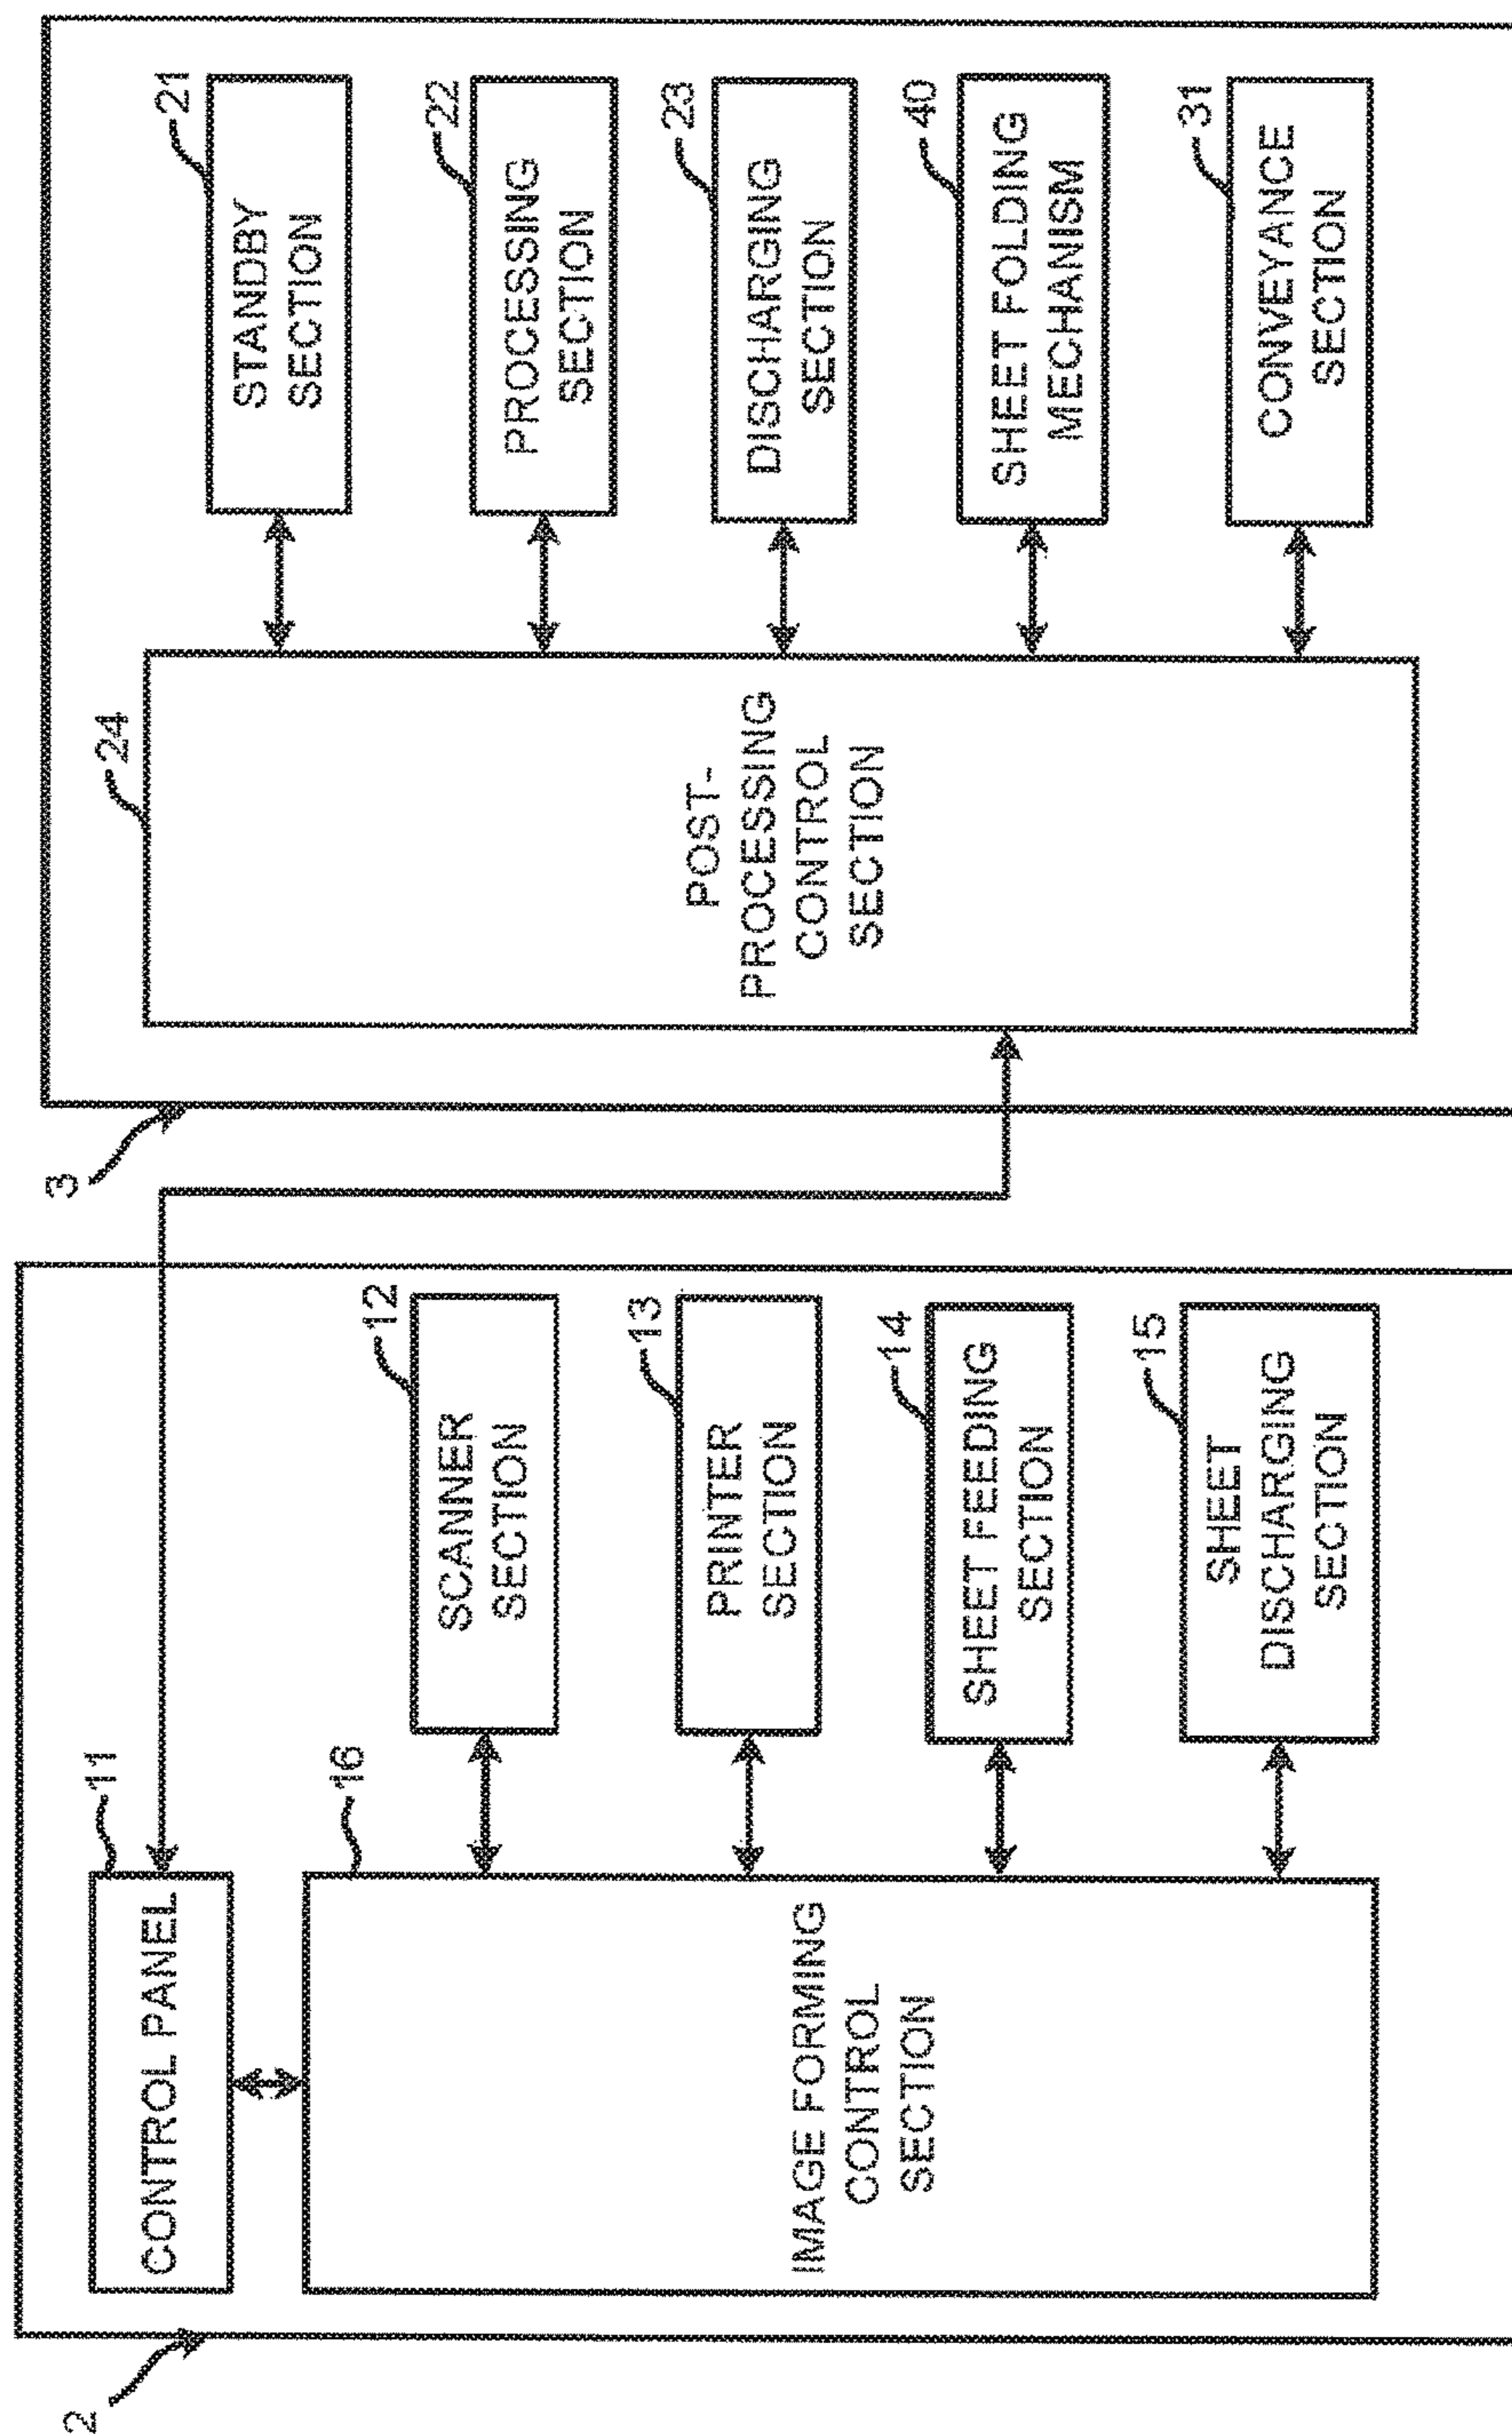 2
11
CONTROL PANEL
16
IMAGE FORMING
CONTROL
SECTION
12
SCANNER
SECTION
13
PRINTER
SECTION
14
SHEET FEEDING
SECTION
15
SHEET
DISCHARGING
SECTION
3
24
POST-
PROCESSING
CONTROL
SECTION
21
STANDBY
SECTION
22
PROCESSING
SECTION
23
DISCHARGING
SECTION
40
SHEET FOLDING
MECHANISM
31
CONVEYANCE
SECTION